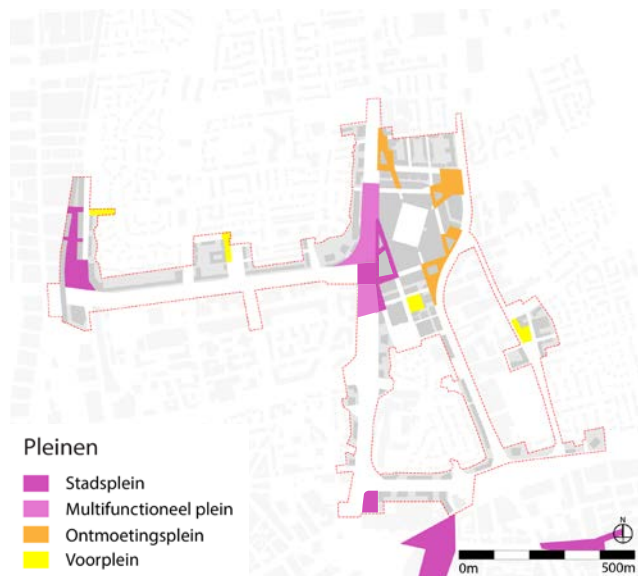 Pleinen
Stadsplein
Multifunctioneel plein
Ontmoetingsplein
Voorplein
N
0m 500m